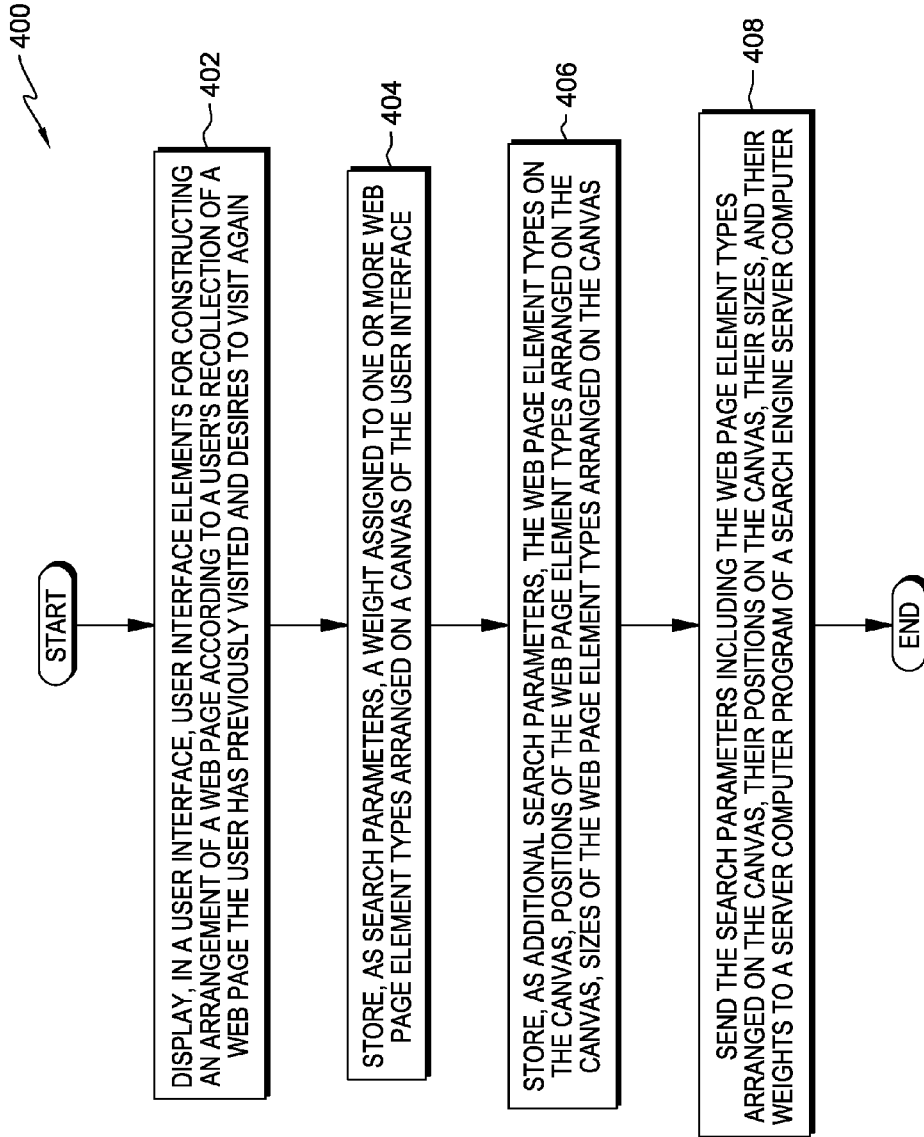 400
START
DISPLAY, IN A USER INTERFACE, USER INTERFACE ELEMENTS FOR CONSTRUCTING
AN ARRANGEMENT OF A WEB PAGE ACCORDING TO A USER'S RECOLLECTION OF A
WEB PAGE THE USER HAS PREVIOUSLY VISITED AND DESIRES TO VISIT AGAIN
402
STORE, AS SEARCH PARAMETERS, A WEIGHT ASSIGNED TO ONE OR MORE WEB
PAGE ELEMENT TYPES ARRANGED ON A CANVAS OF THE USER INTERFACE
404
STORE, AS ADDITIONAL SEARCH PARAMETERS, THE WEB PAGE ELEMENT TYPES ON
THE CANVAS, POSITIONS OF THE WEB PAGE ELEMENT TYPES ARRANGED ON THE
CANVAS, SIZES OF THE WEB PAGE ELEMENT TYPES ARRANGED ON THE CANVAS
406
SEND THE SEARCH PARAMETERS INCLUDING THE WEB PAGE ELEMENT TYPES
ARRANGED ON THE CANVAS, THEIR POSITIONS ON THE CANVAS, THEIR SIZES, AND THEIR
WEIGHTS TO A SERVER COMPUTER PROGRAM OF A SEARCH ENGINE SERVER COMPUTER
408
END